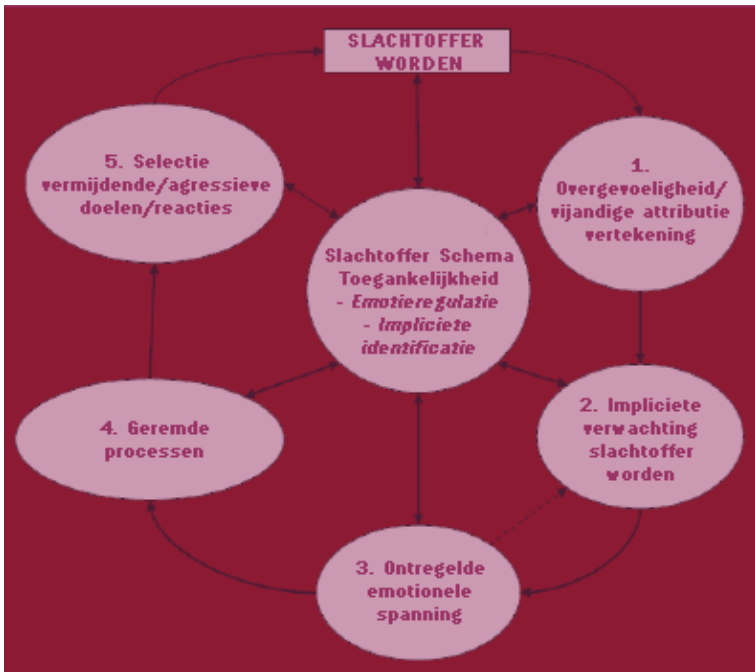 SLACHTOFFER
WORDEN
1.
Overgevoeligheid/
vijandige attributie
vertekening
2. Impliciete
verwachting
slachtoffer
worden
3. Ontregelde
emotionele
spanning
4. Geremde
processen
5. Selectie
vermijdende/agressieve
doelen/reacties
Slachtoffer Schema
Toegankelijkheid
- Emotieregulatie
- Impliciete
identificatie